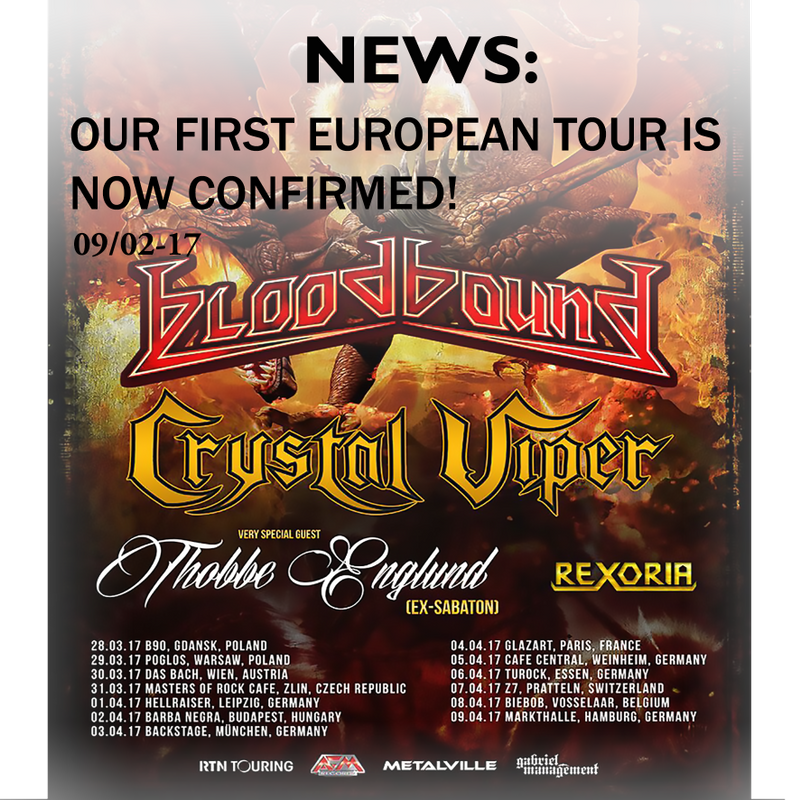 NEWS:
OUR FIRST EUROPEAN TOUR IS
NOW CONFIRMED!
09/02-17
bloodbound
Crystal Viper
VERY SPECIAL GUEST
Thobbe Englund
(EX-SABATON)
REXORIA
28.03.17 B90, GDANSK, POLAND
29.03.17 POGLOS, WARSAW, POLAND
30.03.17 DAS BACH, WIEN, AUSTRIA
31.03.17 MASTERS OF ROCK CAFE, ZLIN, CZECH REPUBLIC
01.04.17 HELLRAISER, LEIPZIG, GERMANY
02.04.17 BARBA NEGRA, BUDAPEST, HUNGARY
03.04.17 BACKSTAGE, MÜNCHEN, GERMANY
04.04.17 GLAZART, PARIS, FRANCE
05.04.17 CAFE CENTRAL, WEINHEIM, GERMANY
06.04.17 TUROCK, ESSEN, GERMANY
07.04.17 Z7, PRATTELN, SWITZERLAND
08.04.17 BIEBOB, VOSSELAAR, BELGIUM
09.04.17 MARKTHALLE, HAMBURG, GERMANY
RTN TOURING
AFM
RECORDS
METALVILLE
gabriel
management